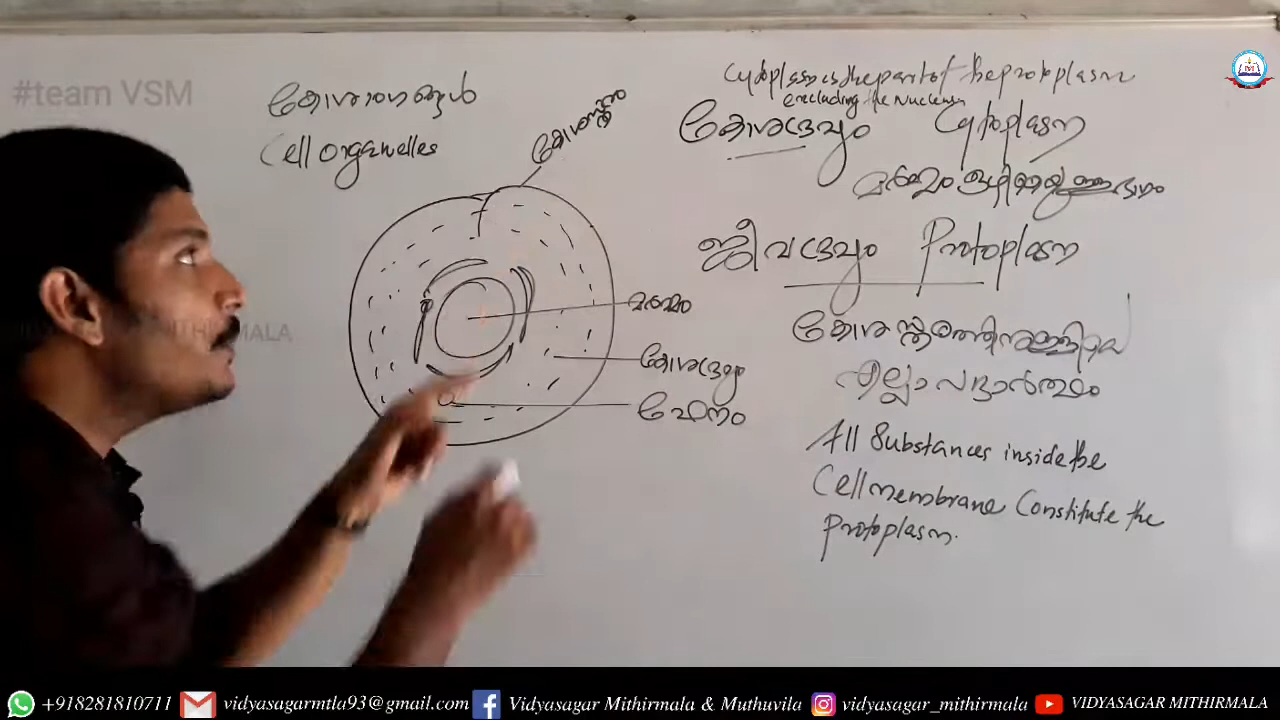 #team VSM
കോശാംഗങ്ങൾ
Cell Organelles
കോശസ്തരം
മർമ്മം
കോശദ്രവ്യം
ഫേനം
Cytoplasm is the part of the protoplasm
excluding the nucleus
കോശദ്രവ്യം Cytoplasm
മർമ്മം ഒഴികെയുള്ള ഭാഗം
ജീവദ്രവ്യം Protoplasm
കോശസ്തരത്തിനുള്ളിലെ
എല്ലാ പദാർത്ഥം
All Substances inside the
Cell membrane Constitute the
Protoplasm.
MITHIRMALA
+918281810711 vidyasagarmtla93@gmail.com Vidyasagar Mithirmala & Muthuvila vidyasagar_mithirmala VIDYASAGAR MITHIRMALA